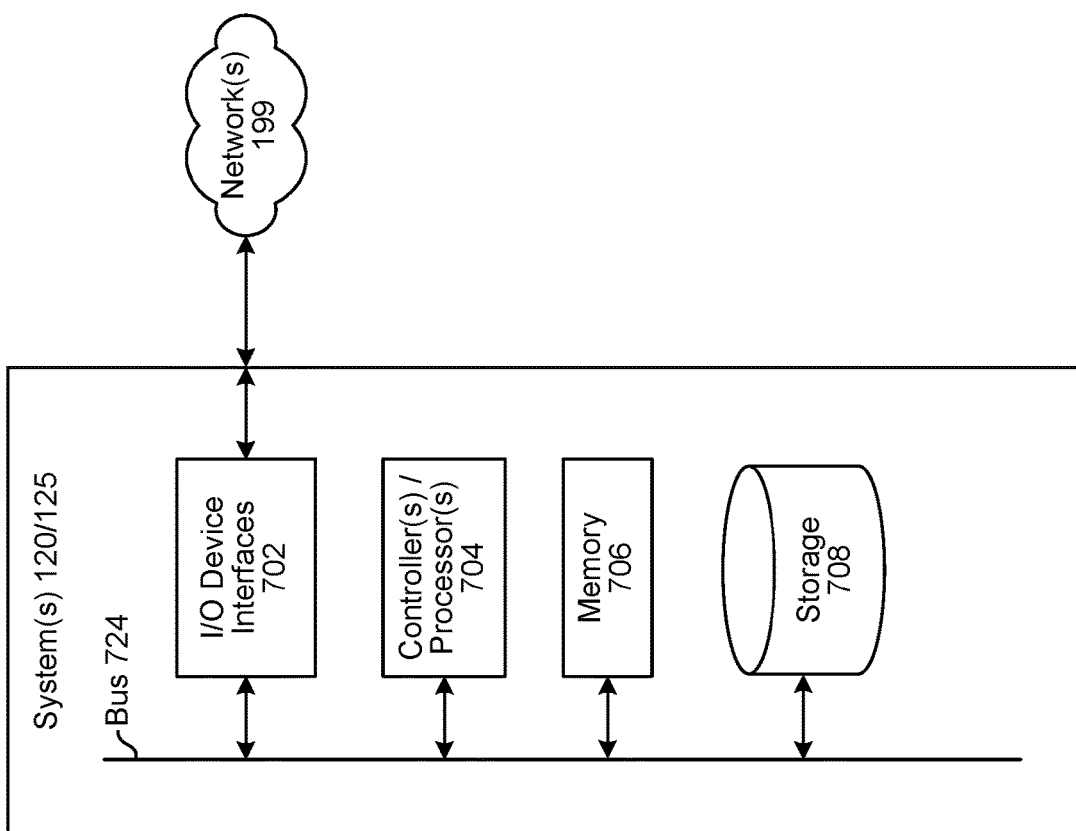 System(s) 120/125
Bus 724
I/O Device
Interfaces
702
Controller(s) /
Processor(s)
704
Memory
706
Storage
708
Network(s)
199